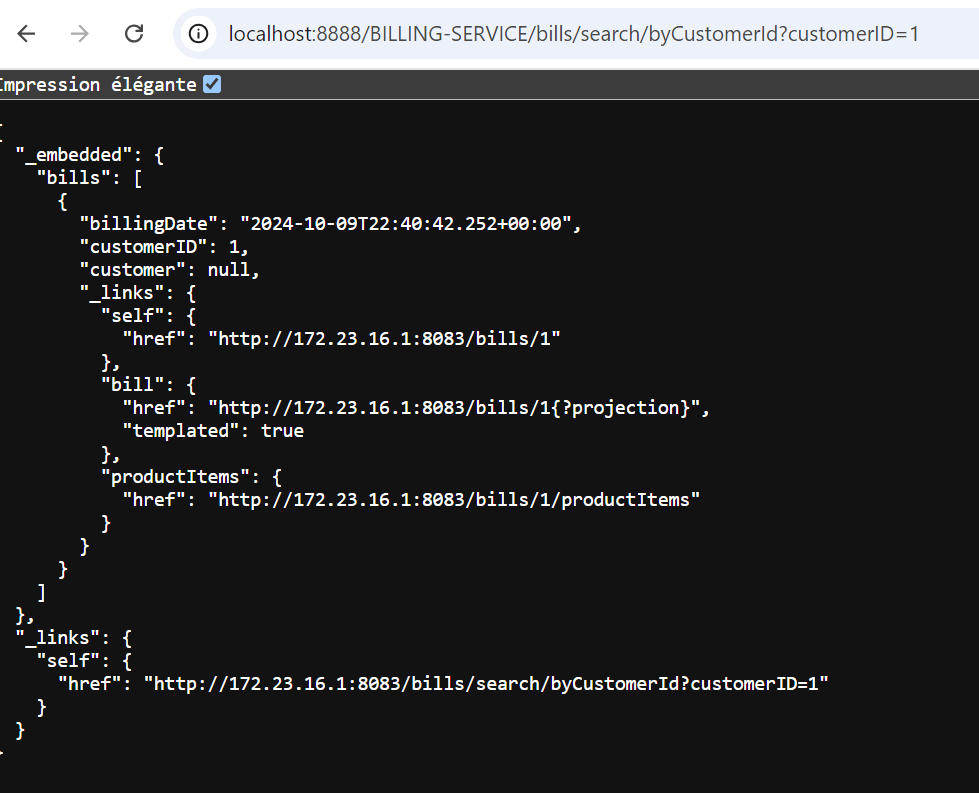 localhost:8888/BILLING-SERVICE/bills/search/byCustomerId?customerID=1
Impression élégante
{
"_embedded": {
"bills": [
{
"billingDate": "2024-10-09T22:40:42.252+00:00",
"customerID": 1,
"customer": null,
"_links": {
"self": {
"href": "http://172.23.16.1:8083/bills/1"
},
"bill": {
"href": "http://172.23.16.1:8083/bills/1{?projection}",
"templated": true
},
"productItems": {
"href": "http://172.23.16.1:8083/bills/1/productItems"
}
}
}
]
},
"_links": {
"self": {
"href": "http://172.23.16.1:8083/bills/search/byCustomerId?customerID=1"
}
}
}